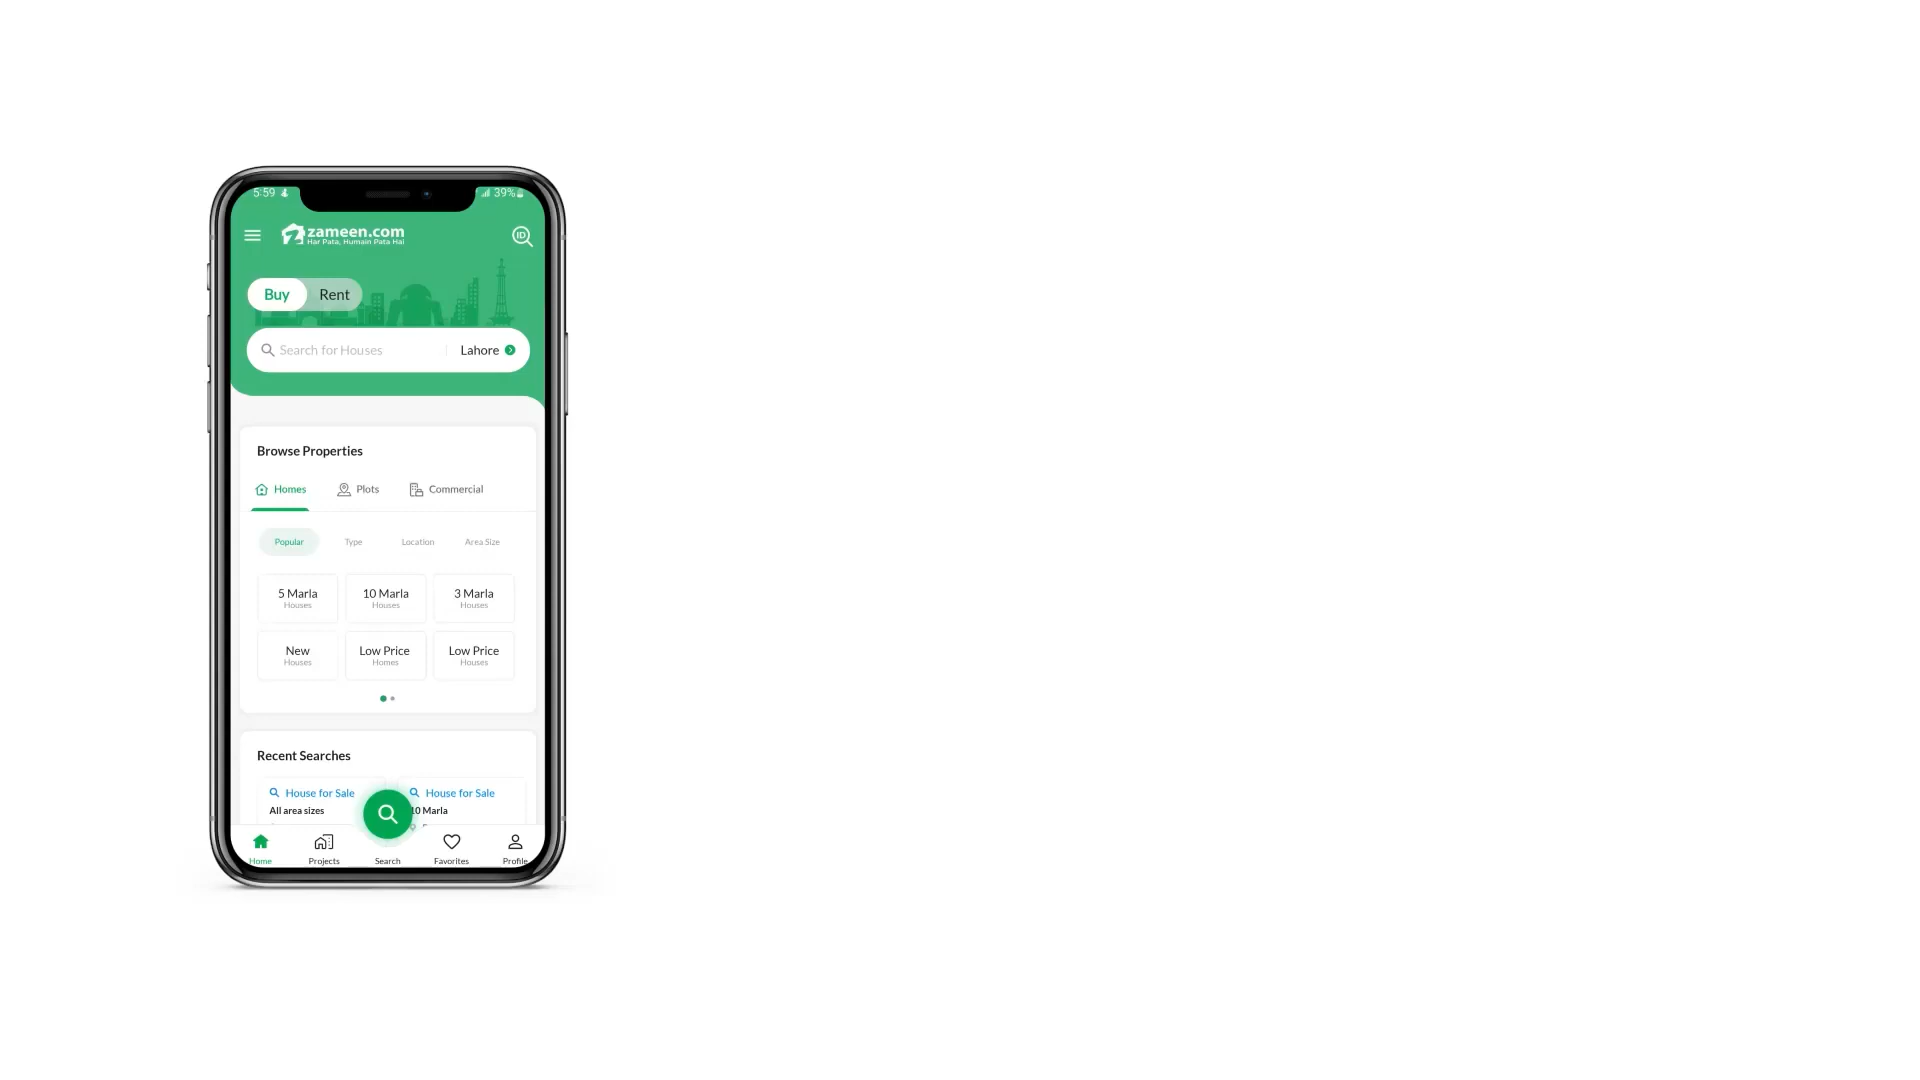 5:59
39%
zameen.com
Har Pata, Humain Pata Hai
ID
Buy Rent
Search for Houses
Lahore
Browse Properties
Homes Plots Commercial
Popular Type Location Area Size
5 Marla 10 Marla 3 Marla
Houses Houses Houses
New Low Price Low Price
Houses Homes Houses
Recent Searches
House for Sale House for Sale
All area sizes 10 Marla
Home Projects Search Favorites Profile